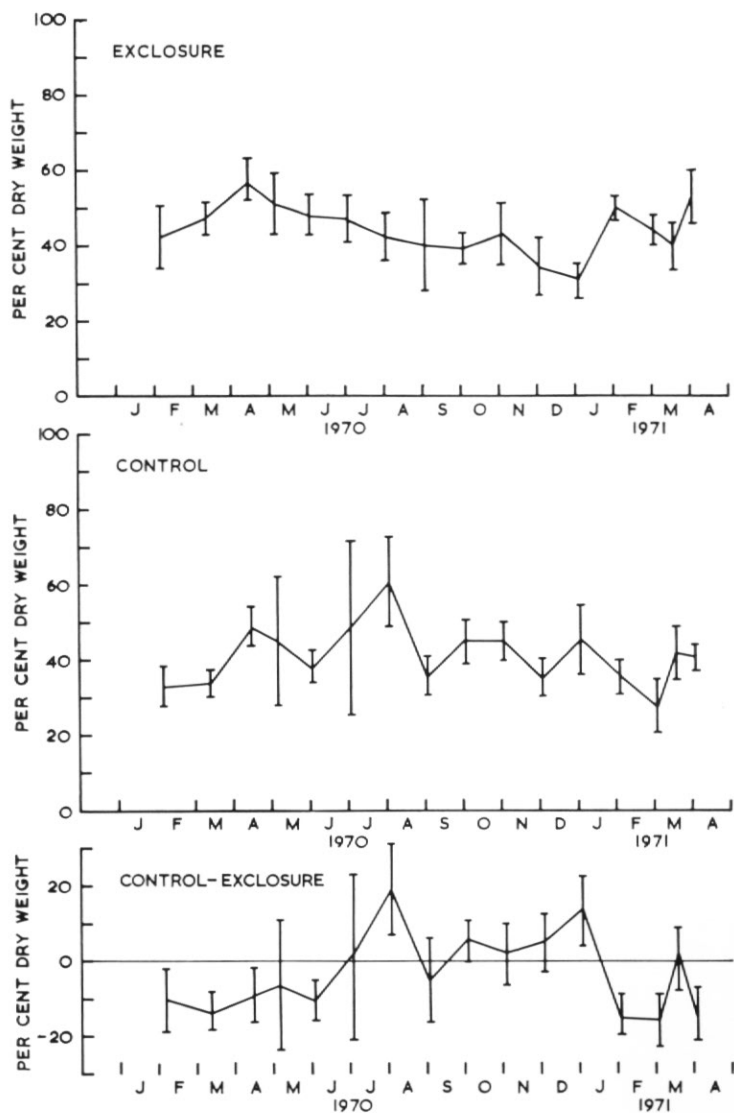 100
EXCLOSURE
80
60
40
20
0
PER CENT DRY WEIGHT
J F M A M J J A S O N D J F M A
1970 1971
100
CONTROL
80
60
40
20
0
PER CENT DRY WEIGHT
J F M A M J J A S O N D J F M A
1970 1971
CONTROL-EXCLOSURE
20
0
-20
PER CENT DRY WEIGHT
J F M A M J J A S O N D J F M A
1970 1971